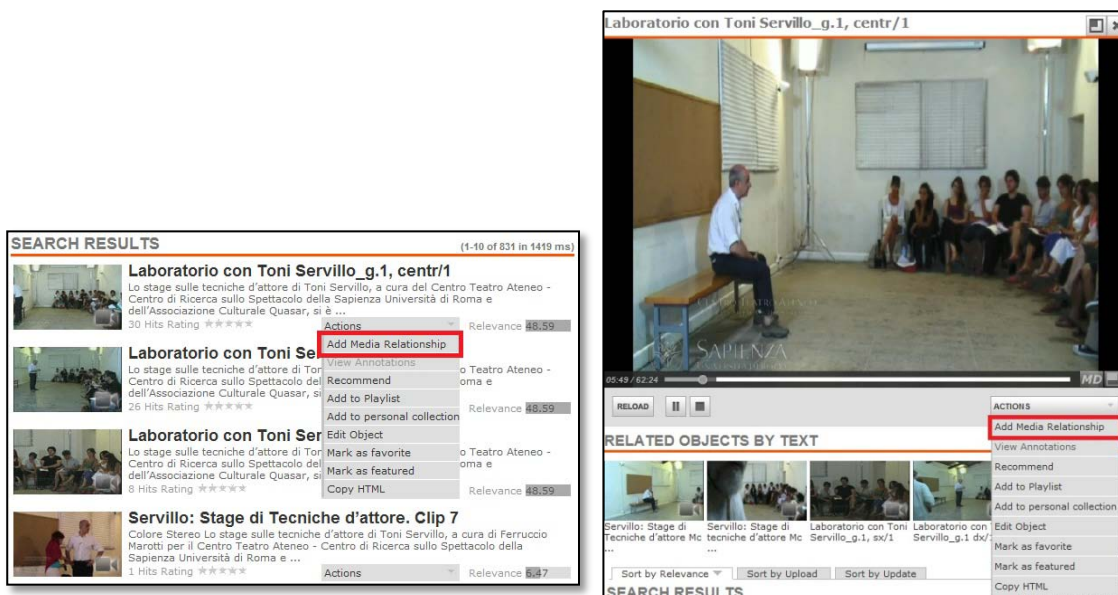 SEARCH RESULTS
(1-10 of 831 in 1419 ms)
Laboratorio con Toni Servillo_g.1, centr/1
Lo stage sulle tecniche d'attore di Toni Servillo, a cura del Centro Teatro Ateneo -
Centro di Ricerca sullo Spettacolo della Sapienza Università di Roma e
dell'Associazione Culturale Quasar, si è ...
30 Hits Rating
Actions
Relevance 48.59
Add Media Relationship
View Annotations
Recommend
Add to Playlist
Add to personal collection
Edit Object
Mark as favorite
Mark as featured
Copy HTML
Laboratorio con Toni Se
Lo stage sulle tecniche d'attore di Ton
o Teatro Ateneo -
Centro di Ricerca sullo Spettacolo del
oma e
dell'Associazione Culturale Quasar, si
26 Hits Rating
Relevance 48.59
Laboratorio con Toni Ser
Lo stage sulle tecniche d'attore di Ton
o Teatro Ateneo -
Centro di Ricerca sullo Spettacolo del
oma e
dell'Associazione Culturale Quasar, si
8 Hits Rating
Relevance 48.59
Servillo: Stage di Tecniche d'attore. Clip 7
Colore Stereo Lo stage sulle tecniche d'attore di Toni Servillo, a cura di Ferruccio
Marotti per il Centro Teatro Ateneo - Centro di Ricerca sullo Spettacolo della
Sapienza Università di Roma e ...
1 Hits Rating
Actions
Relevance 6.47
Laboratorio con Toni Servillo_g.1, centr/1
CENTRO TEATRO ATENEO
SAPIENZA
05:49 / 62:24
MD
RELOAD
ACTIONS
Add Media Relationship
View Annotations
Recommend
Add to Playlist
Add to personal collection
Edit Object
Mark as favorite
Mark as featured
Copy HTML
RELATED OBJECTS BY TEXT
Servillo: Stage di
Tecniche d'attore Mc
...
Servillo: Stage di
tecniche d'attore Mc
...
Laboratorio con Toni
Servillo_g.1, sx/1
Laboratorio con
Servillo_g.1 dx/
Sort by Relevance
Sort by Upload
Sort by Update
SEARCH RESULTS